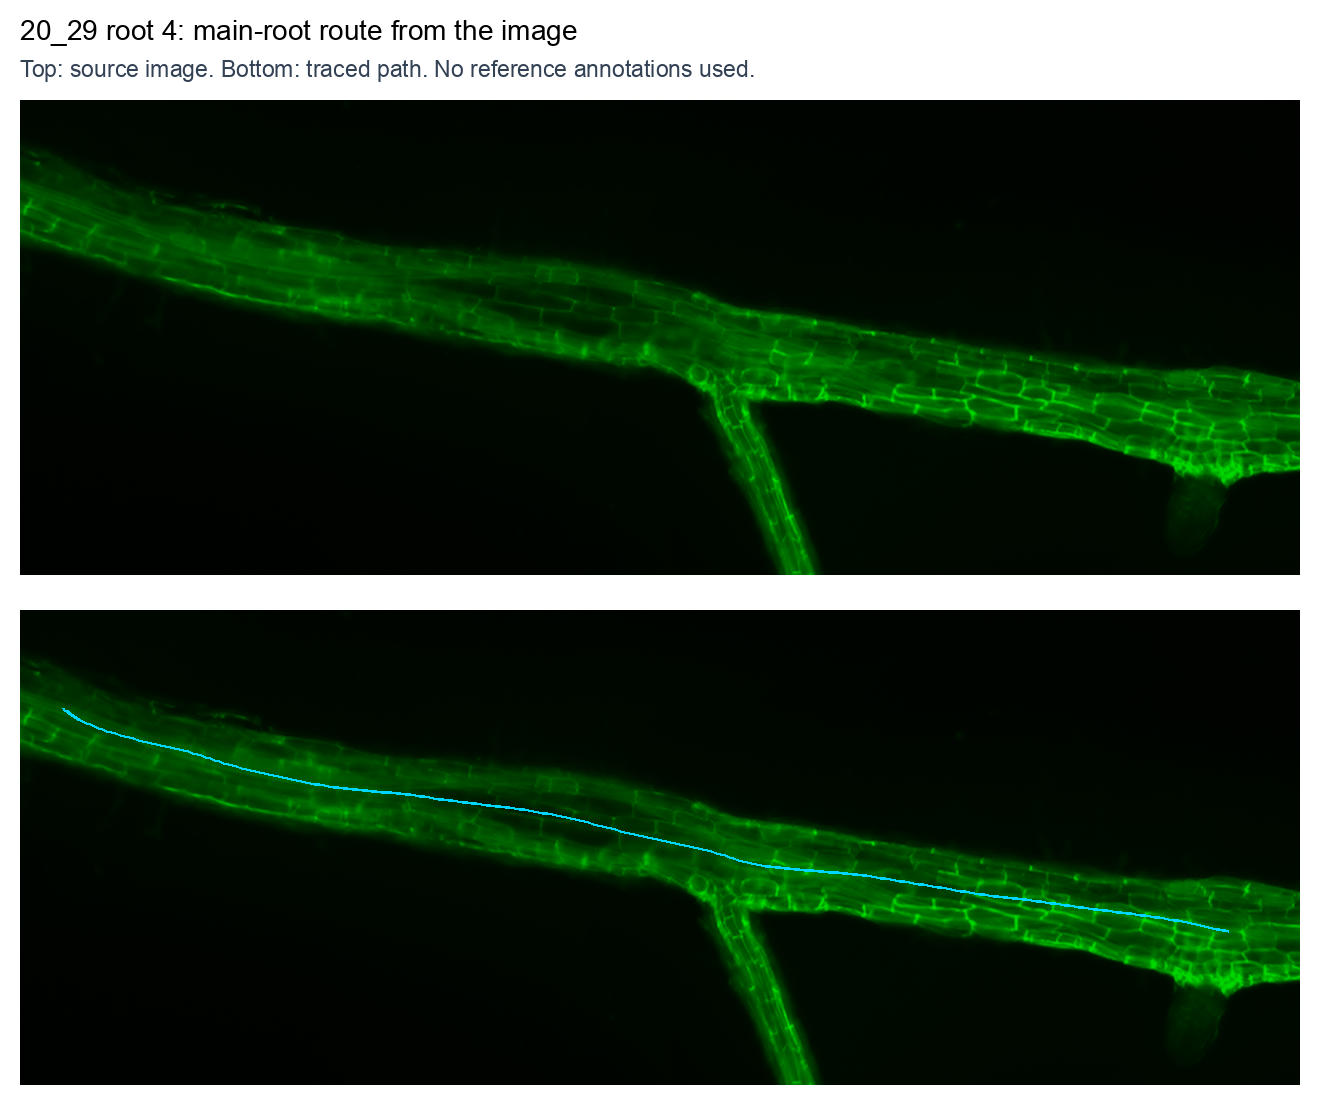 20_29 root 4: main-root route from the image
Top: source image. Bottom: traced path. No reference annotations used.